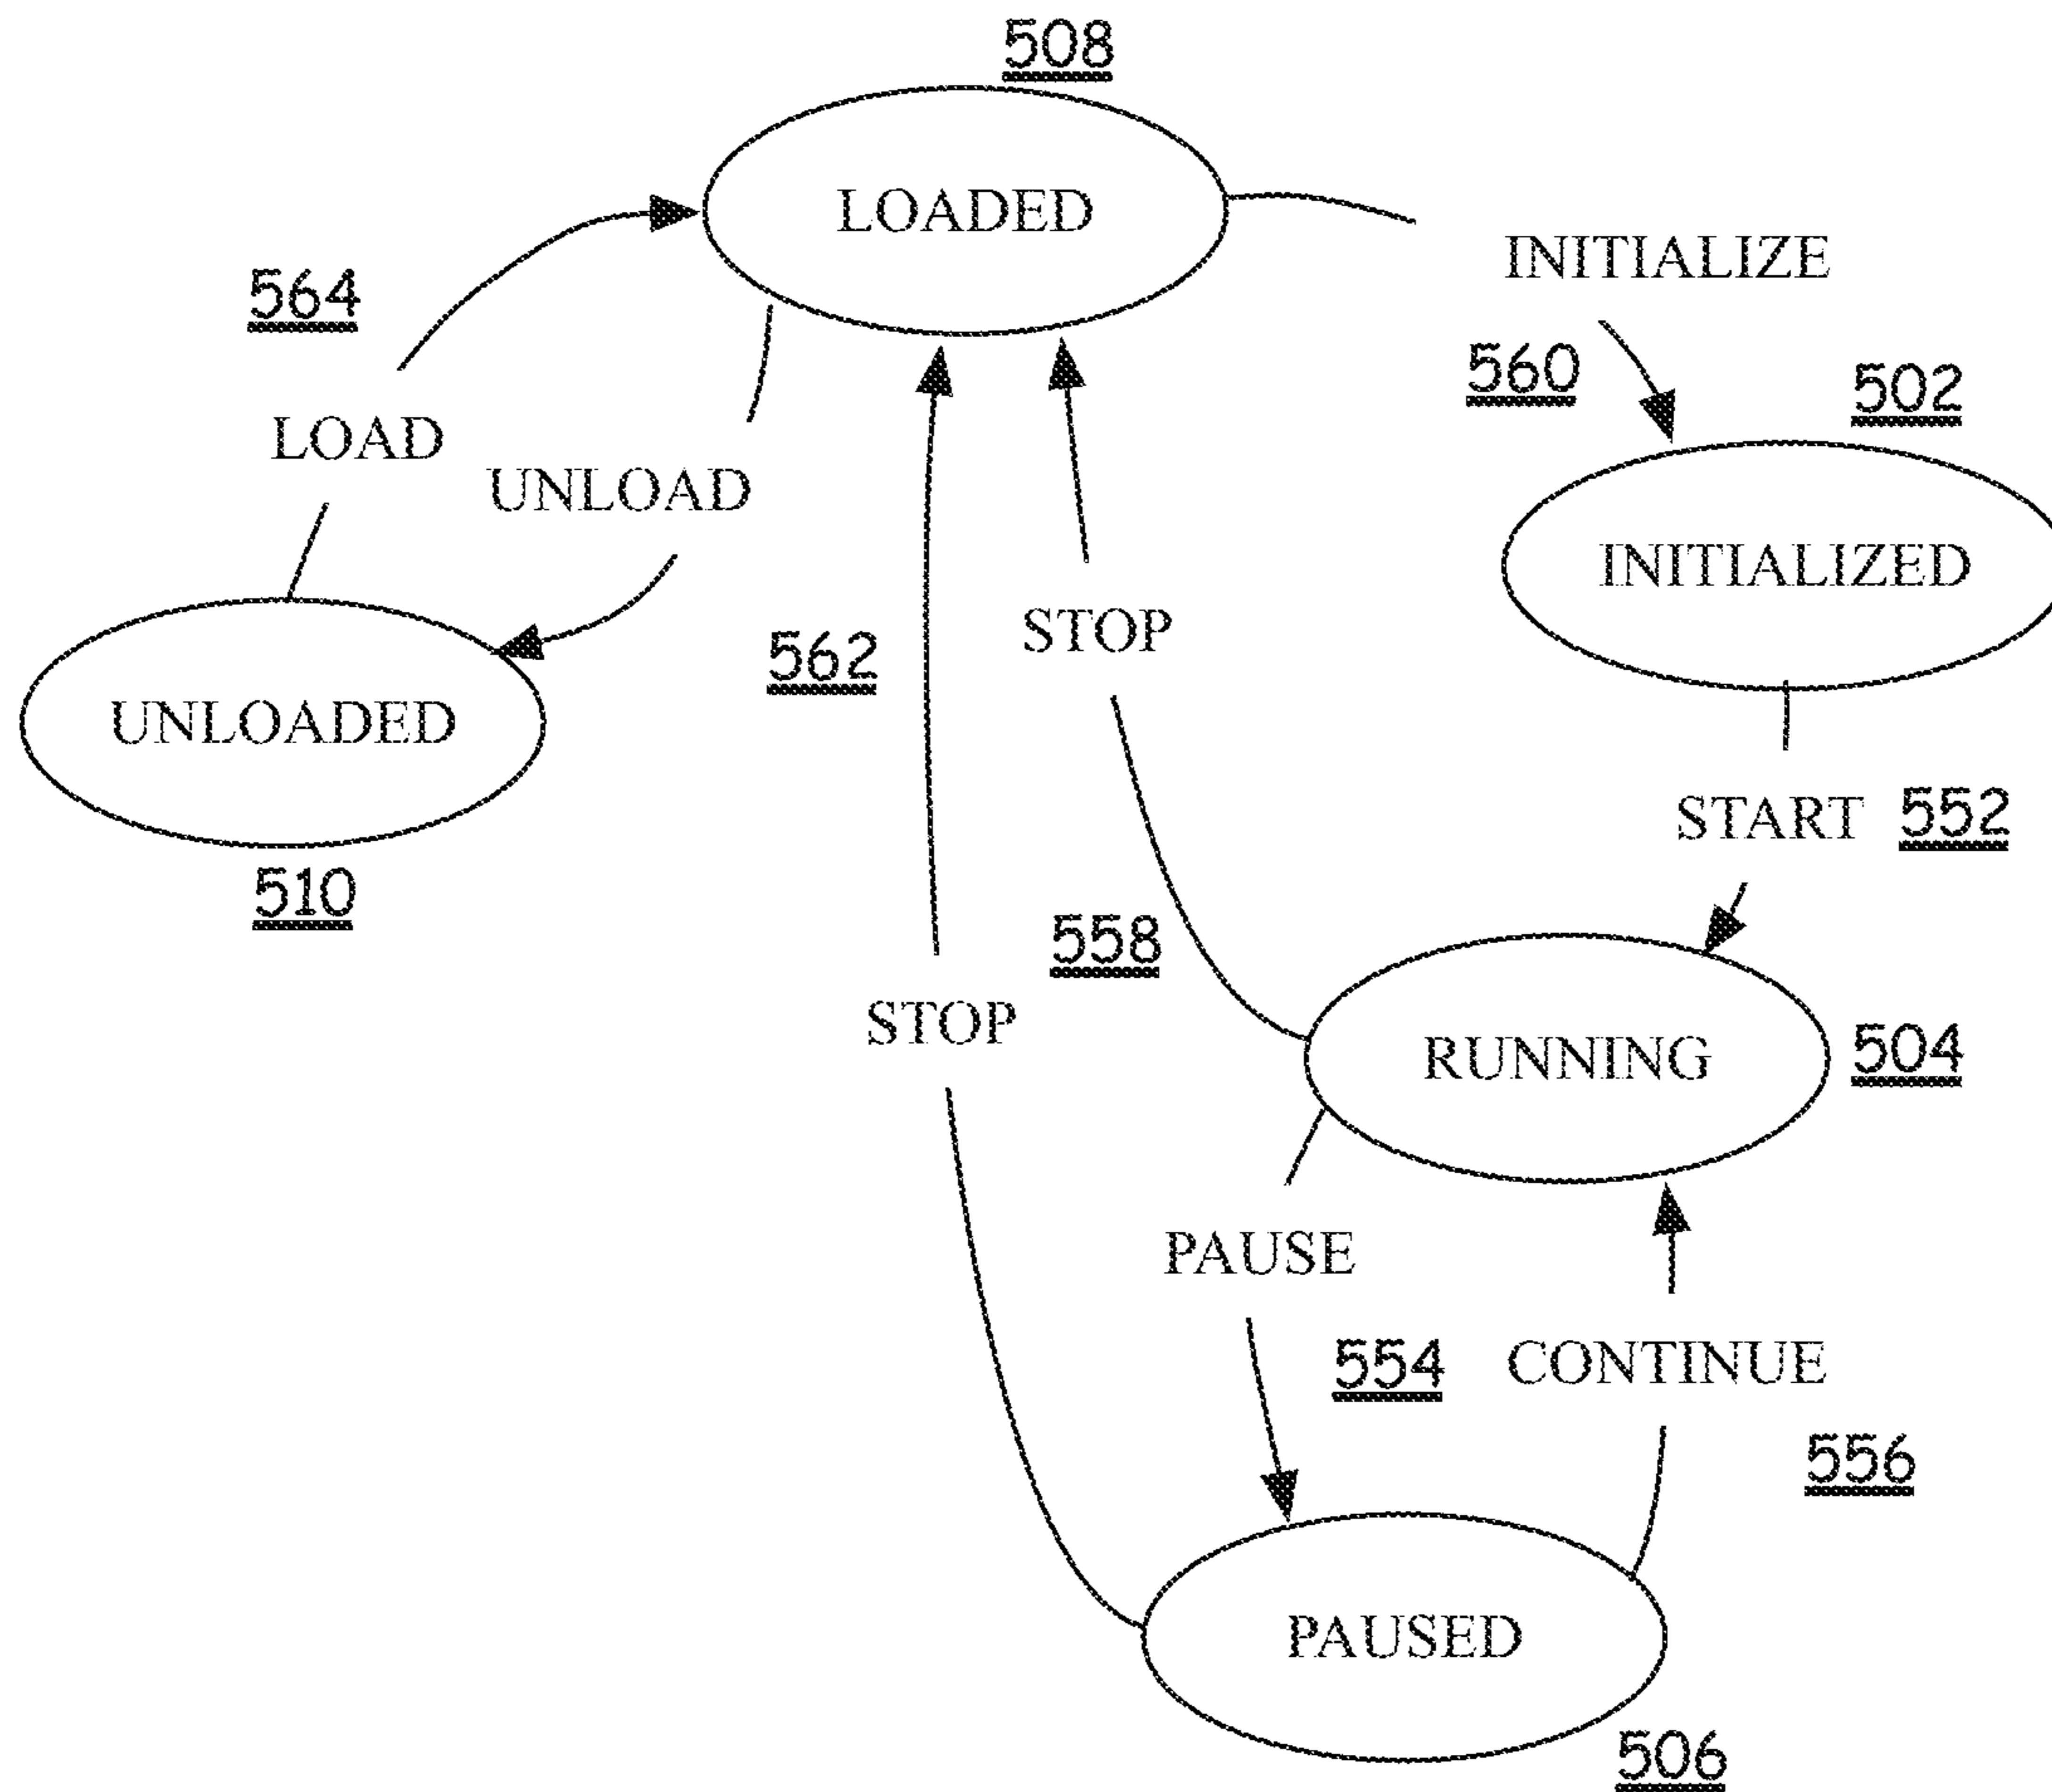 508
LOADED
INITIALIZE
564
560
502
LOAD
UNLOAD
INITIALIZED
STOP
562
UNLOADED
START 552
510
558
STOP
RUNNING
504
PAUSE
554
CONTINUE
556
PAUSED
506